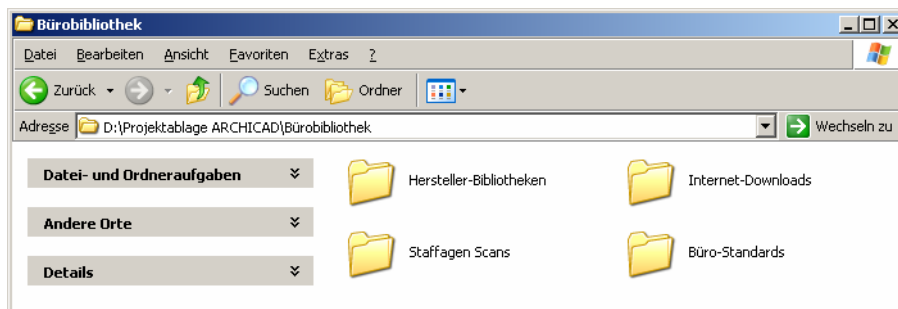 Bürobibliothek
Datei Bearbeiten Ansicht Favoriten Extras ?
Zurück Suchen Ordner
Adresse D:\Projektablage ARCHICAD\Bürobibliothek Wechseln zu
Datei- und Ordneraufgaben
Hersteller-Bibliotheken Internet-Downloads
Andere Orte
Staffagen Scans Büro-Standards
Details